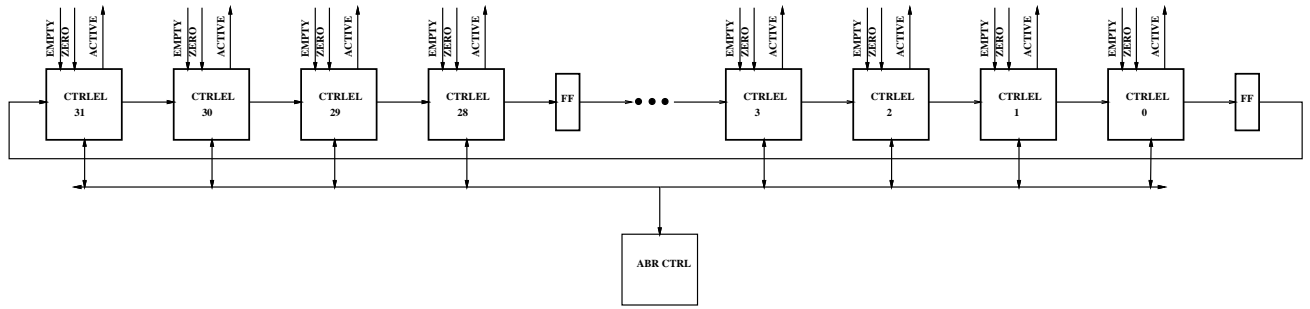 EMPTY ZERO ACTIVE EMPTY ZERO ACTIVE EMPTY ZERO ACTIVE EMPTY ZERO ACTIVE EMPTY ZERO ACTIVE EMPTY ZERO ACTIVE EMPTY ZERO ACTIVE EMPTY ZERO ACTIVE
CTRLEL CTRLEL CTRLEL CTRLEL FF CTRLEL CTRLEL CTRLEL CTRLEL FF
31 30 29 28 3 2 1 0
ABR CTRL